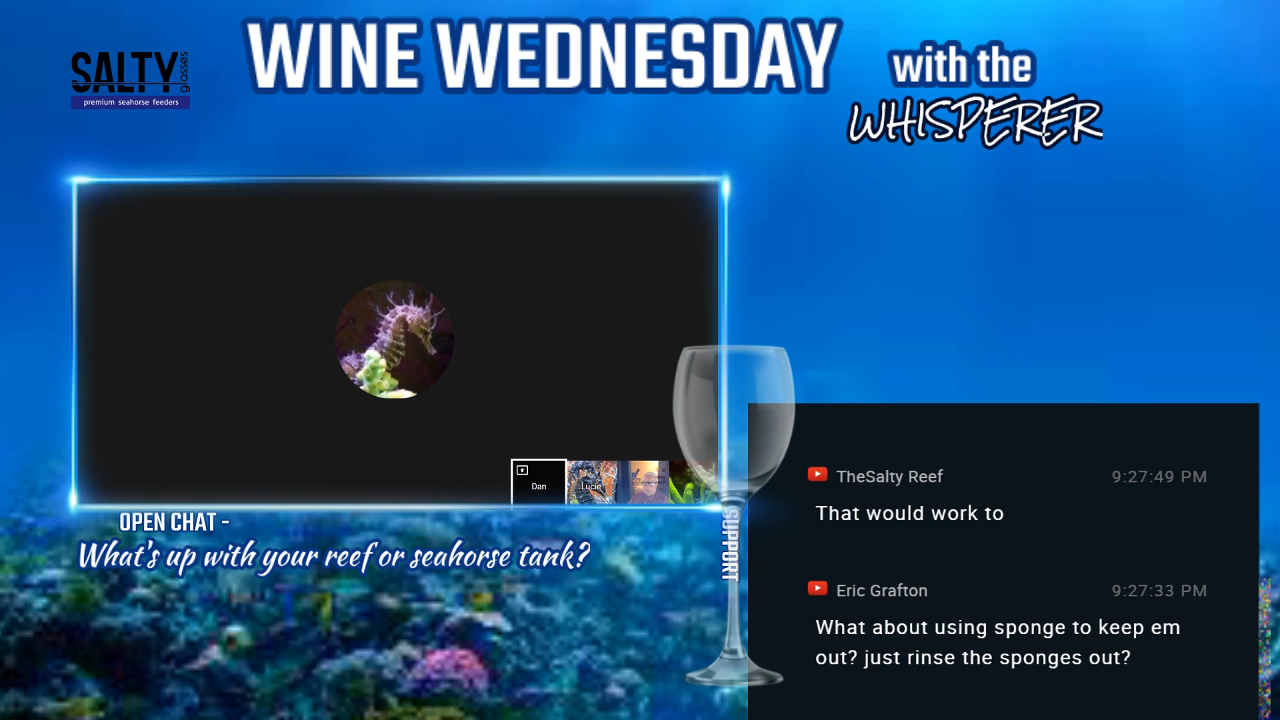 WINE WEDNESDAY
with the
WHISPERER
SALTY
glasses
premium seahorse feeders
Dan
Lucie
OPEN CHAT -
What's up with your reef or seahorse tank?
SUPPORT
TheSalty Reef 9:27:49 PM
That would work to
Eric Grafton 9:27:33 PM
What about using sponge to keep em
out? just rinse the sponges out?